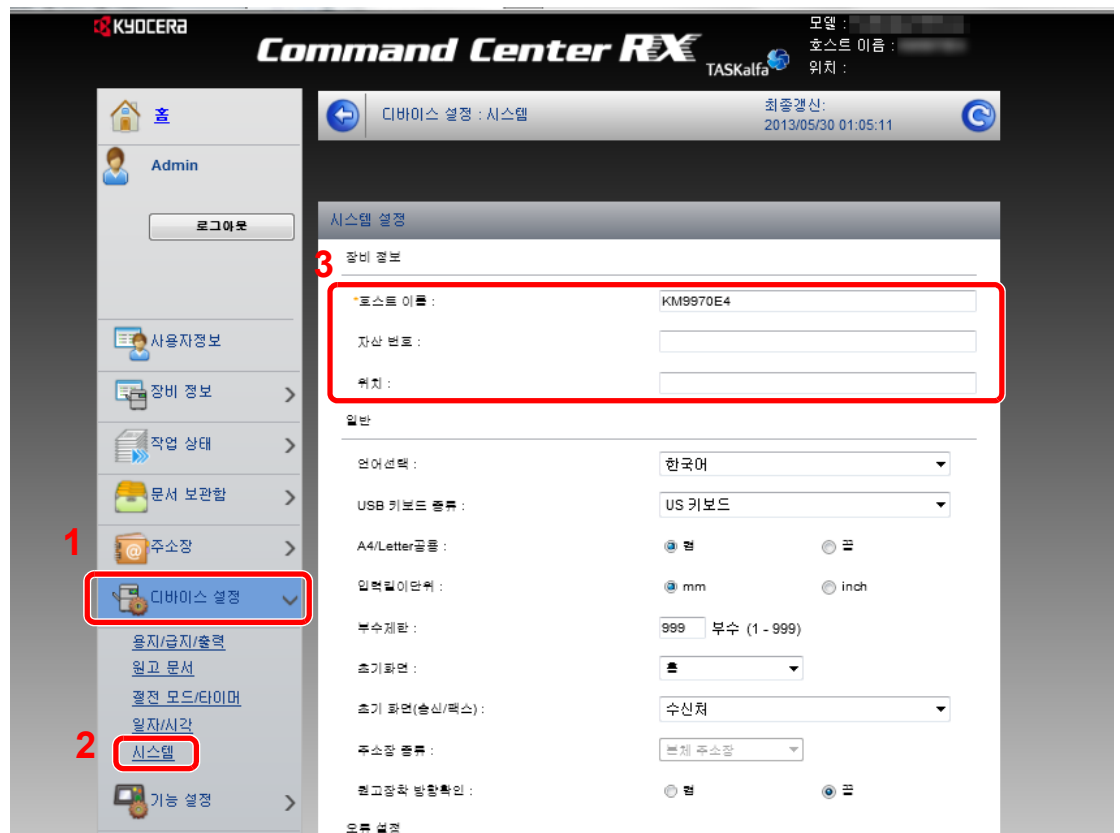 KYOCERA
Command Center RX
TASKalfa
모델 :
호스트 이름 :
위치 :
홈
Admin
로그아웃
사용자정보
장비 정보
작업 상태
문서 보관함
1
주소장
디바이스 설정
용지/급지/출력
원고 문서
절전 모드/타이머
일자/시각
2
시스템
기능 설정
디바이스 설정 : 시스템
최종갱신:
2013/05/30 01:05:11
시스템 설정
장비 정보
3
*호스트 이름 : KM9970E4
자산 번호 :
위치 :
일반
언어선택 : 한국어
USB 키보드 종류 : US 키보드
A4/Letter공통 : 켬 끔
입력길이단위 : mm inch
부수제한 : 999 부수 (1 - 999)
초기화면 : 홈
초기 화면(송신/팩스) : 수신처
주소장 종류 : 본체 주소장
원고장착 방향확인 : 켬 끔
오류 설정